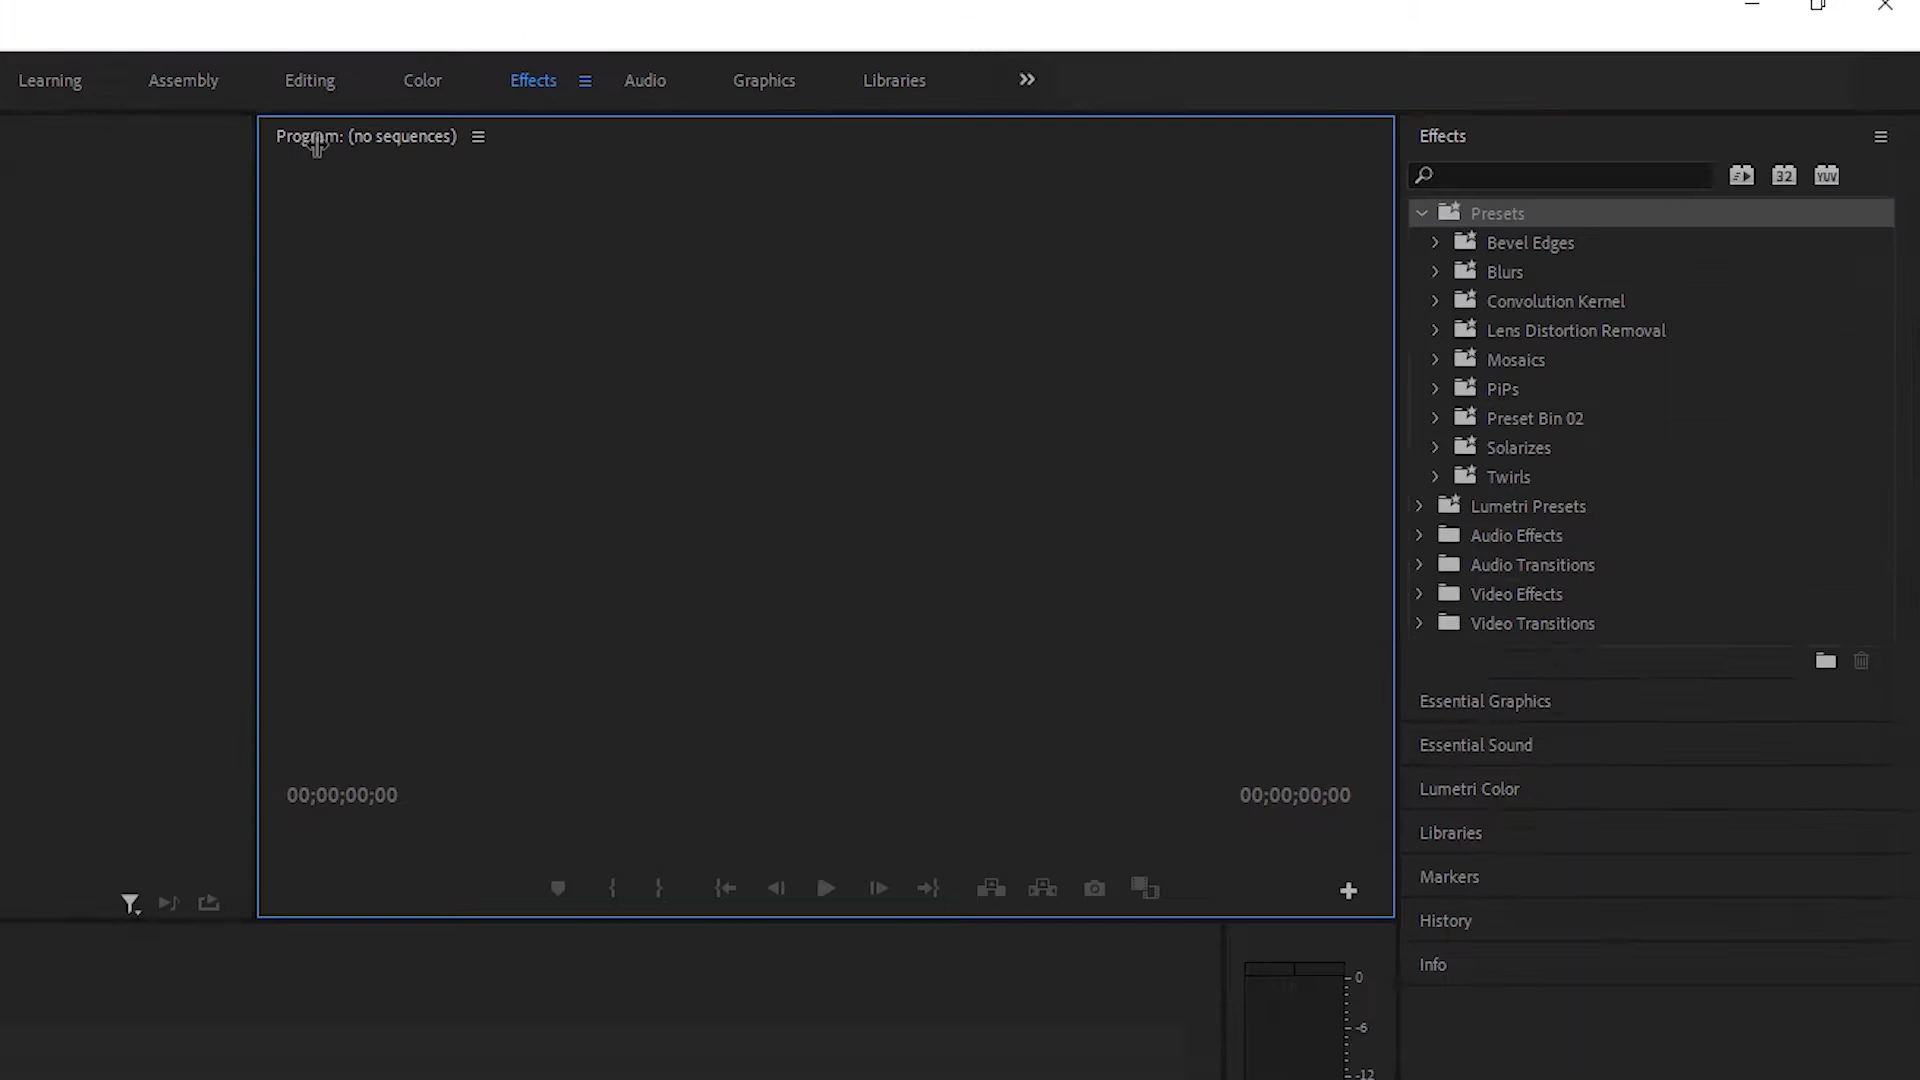 Learning Assembly Editing Color Effects Audio Graphics Libraries
Program: (no sequences)
Effects
32 YUV
Presets
Bevel Edges
Blurs
Convolution Kernel
Lens Distortion Removal
Mosaics
PiPs
Preset Bin 02
Solarizes
Twirls
Lumetri Presets
Audio Effects
Audio Transitions
Video Effects
Video Transitions
Essential Graphics
Essential Sound
Lumetri Color
Libraries
Markers
History
Info
00;00;00;00 00;00;00;00
0
-6
-12